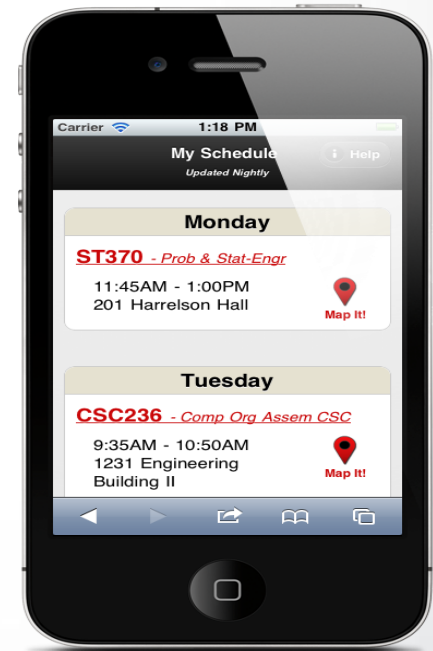 Carrier 1:18 PM
My Schedule
i Help
Updated Nightly
Monday
ST370 - Prob & Stat-Engr
11:45AM - 1:00PM
201 Harrelson Hall
Map It!
Tuesday
CSC236 - Comp Org Assem CSC
9:35AM - 10:50AM
1231 Engineering
Building II
Map It!